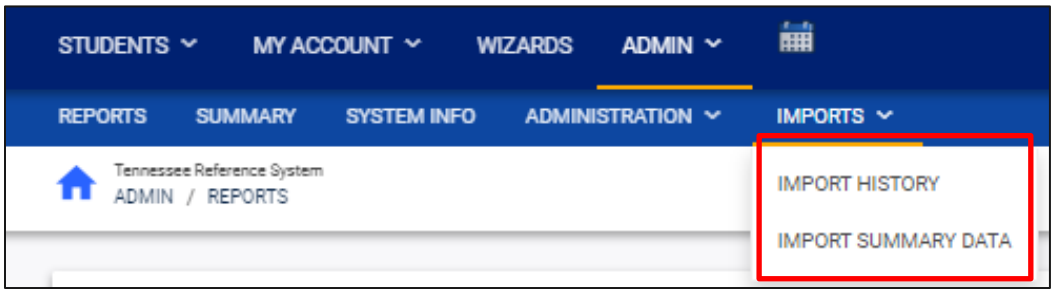 STUDENTS MY ACCOUNT WIZARDS ADMIN
REPORTS SUMMARY SYSTEM INFO ADMINISTRATION IMPORTS
Tennessee Reference System
ADMIN / REPORTS
IMPORT HISTORY
IMPORT SUMMARY DATA